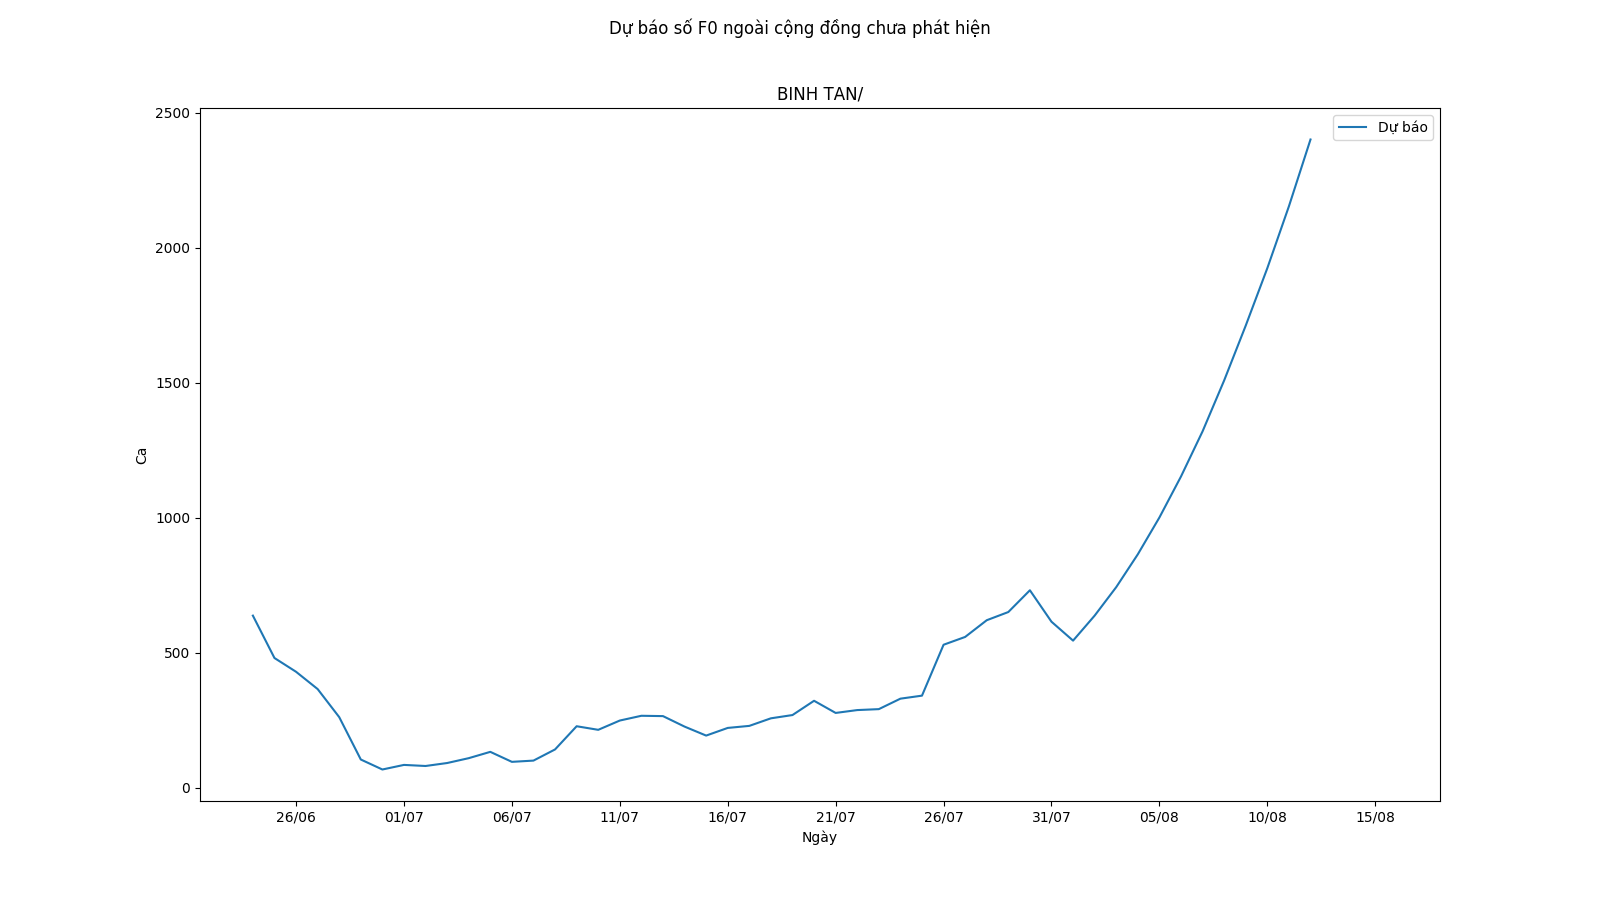 Dự báo số F0 ngoài cộng đồng chưa phát hiện
BINH TAN/
Dự báo
2500
2000
1500
1000
500
0
Ca
26/06 01/07 06/07 11/07 16/07 21/07 26/07 31/07 05/08 10/08 15/08
Ngày